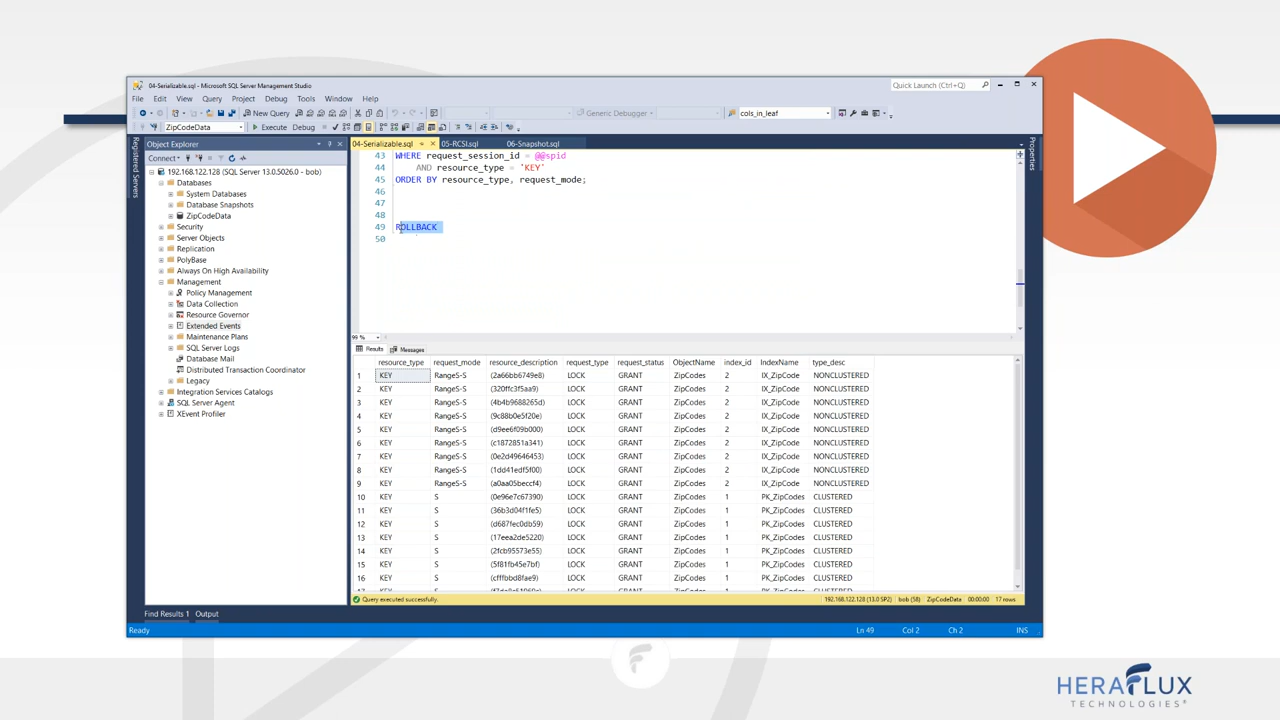 04-Serializable.sql - Microsoft SQL Server Management Studio
Quick Launch (Ctrl+Q)
File Edit View Query Project Debug Tools Window Help
New Query Generic Debugger cols_in_leaf
ZipCodeData Execute Debug
Registered Servers
Object Explorer
Connect
192.168.122.128 (SQL Server 13.0.5026.0 - bob)
Databases
System Databases
Database Snapshots
ZipCodeData
Security
Server Objects
Replication
PolyBase
Always On High Availability
Management
Policy Management
Data Collection
Resource Governor
Extended Events
Maintenance Plans
SQL Server Logs
Database Mail
Distributed Transaction Coordinator
Legacy
Integration Services Catalogs
SQL Server Agent
XEvent Profiler
04-Serializable.sql 05-RCSI.sql 06-Snapshot.sql
Properties
43 WHERE request_session_id = @@spid
44 AND resource_type = 'KEY'
45 ORDER BY resource_type, request_mode;
46
47
48
49 ROLLBACK
50
99 %
Results Messages
resource_type request_mode resource_description request_type request_status ObjectName index_id IndexName type_desc
1 KEY RangeS-S (2a66bb6749e8) LOCK GRANT ZipCodes 2 IX_ZipCode NONCLUSTERED
2 KEY RangeS-S (320ffc3f5aa9) LOCK GRANT ZipCodes 2 IX_ZipCode NONCLUSTERED
3 KEY RangeS-S (4b4b9688265d) LOCK GRANT ZipCodes 2 IX_ZipCode NONCLUSTERED
4 KEY RangeS-S (9c88b0e5f20e) LOCK GRANT ZipCodes 2 IX_ZipCode NONCLUSTERED
5 KEY RangeS-S (d9ee6f09b000) LOCK GRANT ZipCodes 2 IX_ZipCode NONCLUSTERED
6 KEY RangeS-S (c1872851a341) LOCK GRANT ZipCodes 2 IX_ZipCode NONCLUSTERED
7 KEY RangeS-S (0e2d49646453) LOCK GRANT ZipCodes 2 IX_ZipCode NONCLUSTERED
8 KEY RangeS-S (1dd41edf5f00) LOCK GRANT ZipCodes 2 IX_ZipCode NONCLUSTERED
9 KEY RangeS-S (a0aa05beccf4) LOCK GRANT ZipCodes 2 IX_ZipCode NONCLUSTERED
10 KEY S (0e96e7c67390) LOCK GRANT ZipCodes 1 PK_ZipCodes CLUSTERED
11 KEY S (36b3d04f1fe5) LOCK GRANT ZipCodes 1 PK_ZipCodes CLUSTERED
12 KEY S (d687fec0db59) LOCK GRANT ZipCodes 1 PK_ZipCodes CLUSTERED
13 KEY S (17eea2de5220) LOCK GRANT ZipCodes 1 PK_ZipCodes CLUSTERED
14 KEY S (2fcb95573e55) LOCK GRANT ZipCodes 1 PK_ZipCodes CLUSTERED
15 KEY S (5f81fb45e7bf) LOCK GRANT ZipCodes 1 PK_ZipCodes CLUSTERED
16 KEY S (cfffbbd8fae9) LOCK GRANT ZipCodes 1 PK_ZipCodes CLUSTERED
Query executed successfully. 192.168.122.128 (13.0 SP2) bob (58) ZipCodeData 00:00:00 17 rows
Find Results 1 Output
Ready Ln 49 Col 2 Ch 2 INS
HERAFLUX
TECHNOLOGIES